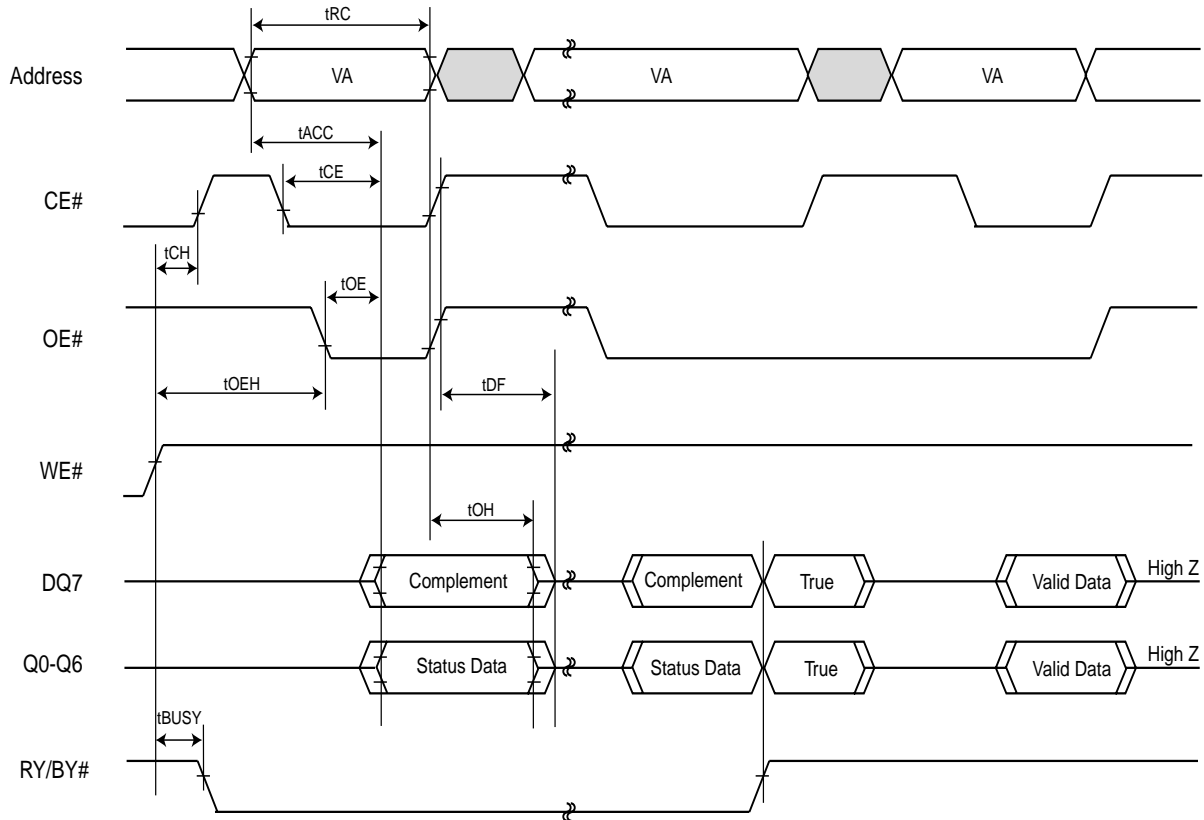 tRC
Address VA VA VA
tACC
tCE
CE#
tCH
tOE
OE#
tOEH tDF
WE#
tOH
DQ7 Complement Complement True Valid Data High Z
Q0-Q6 Status Data Status Data True Valid Data High Z
tBUSY
RY/BY#